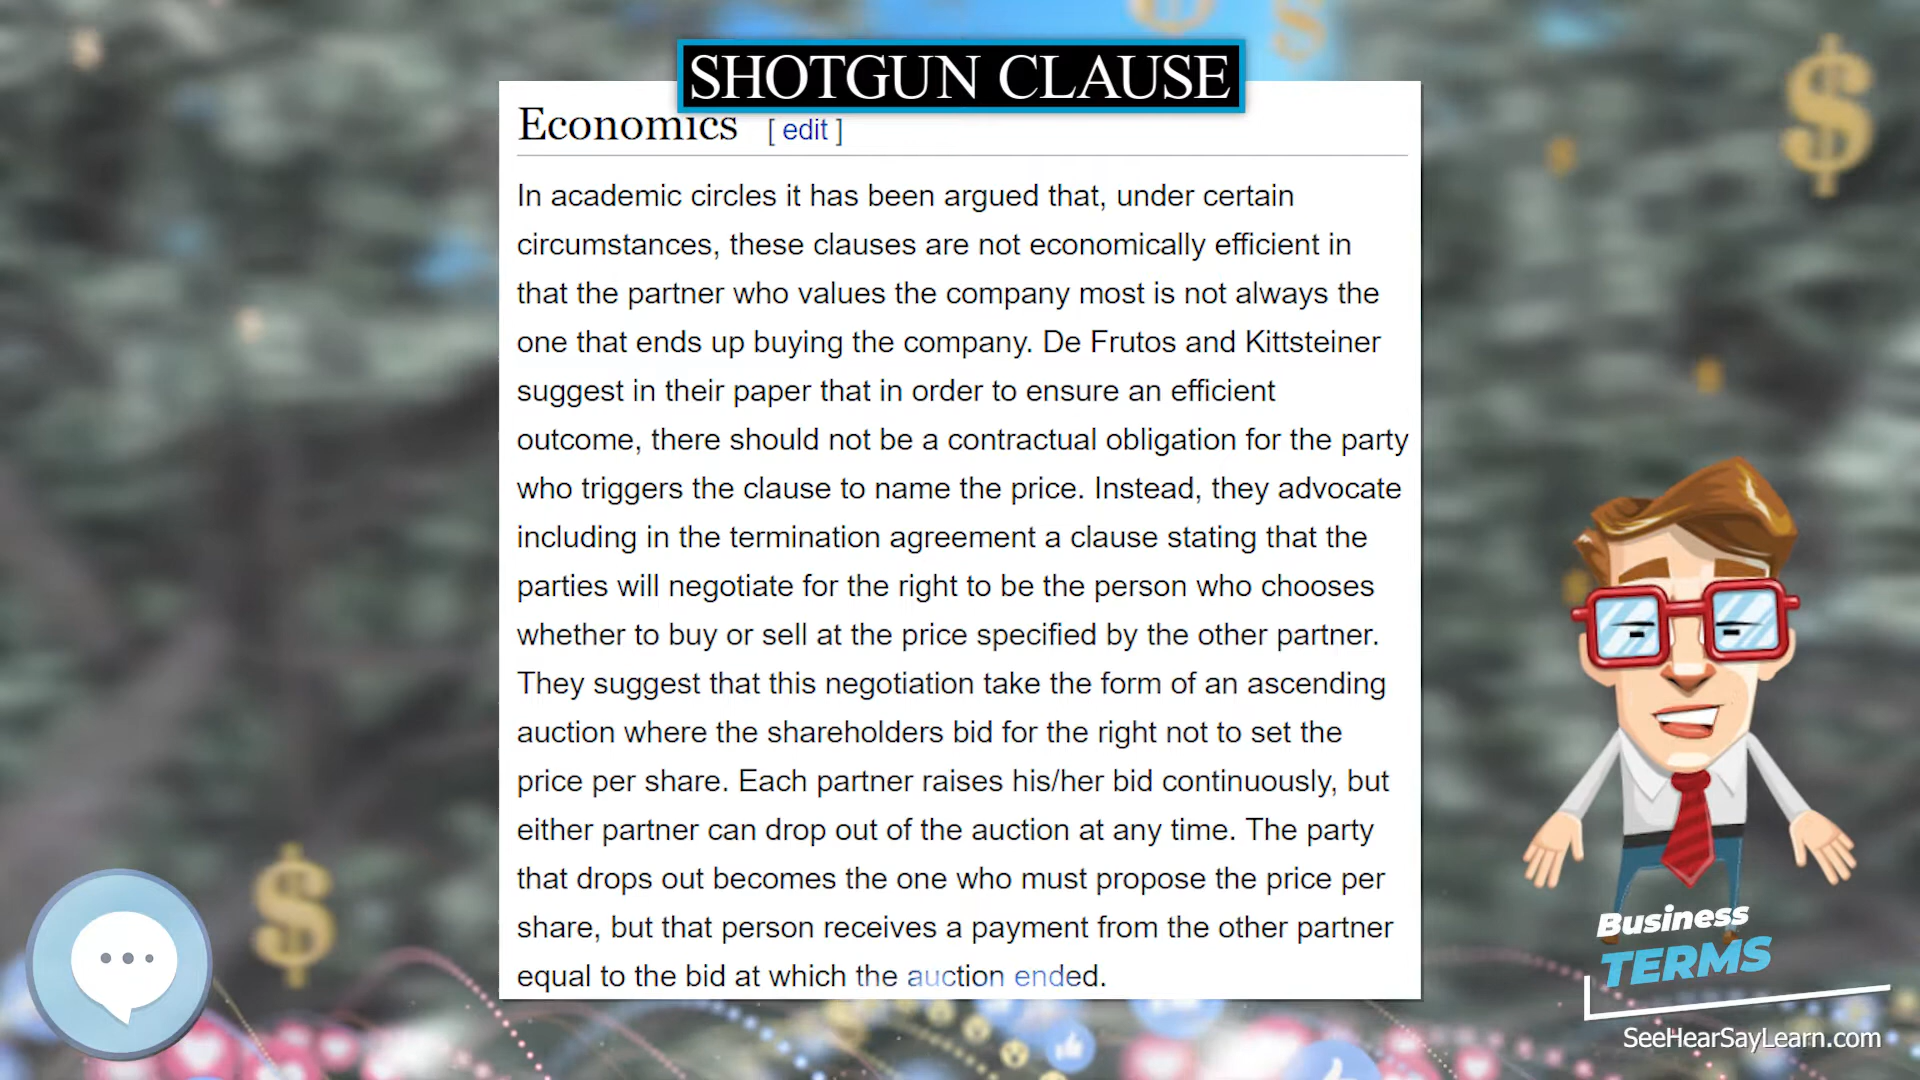 SHOTGUN CLAUSE
Economics [ edit ]
In academic circles it has been argued that, under certain
circumstances, these clauses are not economically efficient in
that the partner who values the company most is not always the
one that ends up buying the company. De Frutos and Kittsteiner
suggest in their paper that in order to ensure an efficient
outcome, there should not be a contractual obligation for the party
who triggers the clause to name the price. Instead, they advocate
including in the termination agreement a clause stating that the
parties will negotiate for the right to be the person who chooses
whether to buy or sell at the price specified by the other partner.
They suggest that this negotiation take the form of an ascending
auction where the shareholders bid for the right not to set the
price per share. Each partner raises his/her bid continuously, but
either partner can drop out of the auction at any time. The party
that drops out becomes the one who must propose the price per
share, but that person receives a payment from the other partner
equal to the bid at which the auction ended.
Business
TERMS
SeeHearSayLearn.com